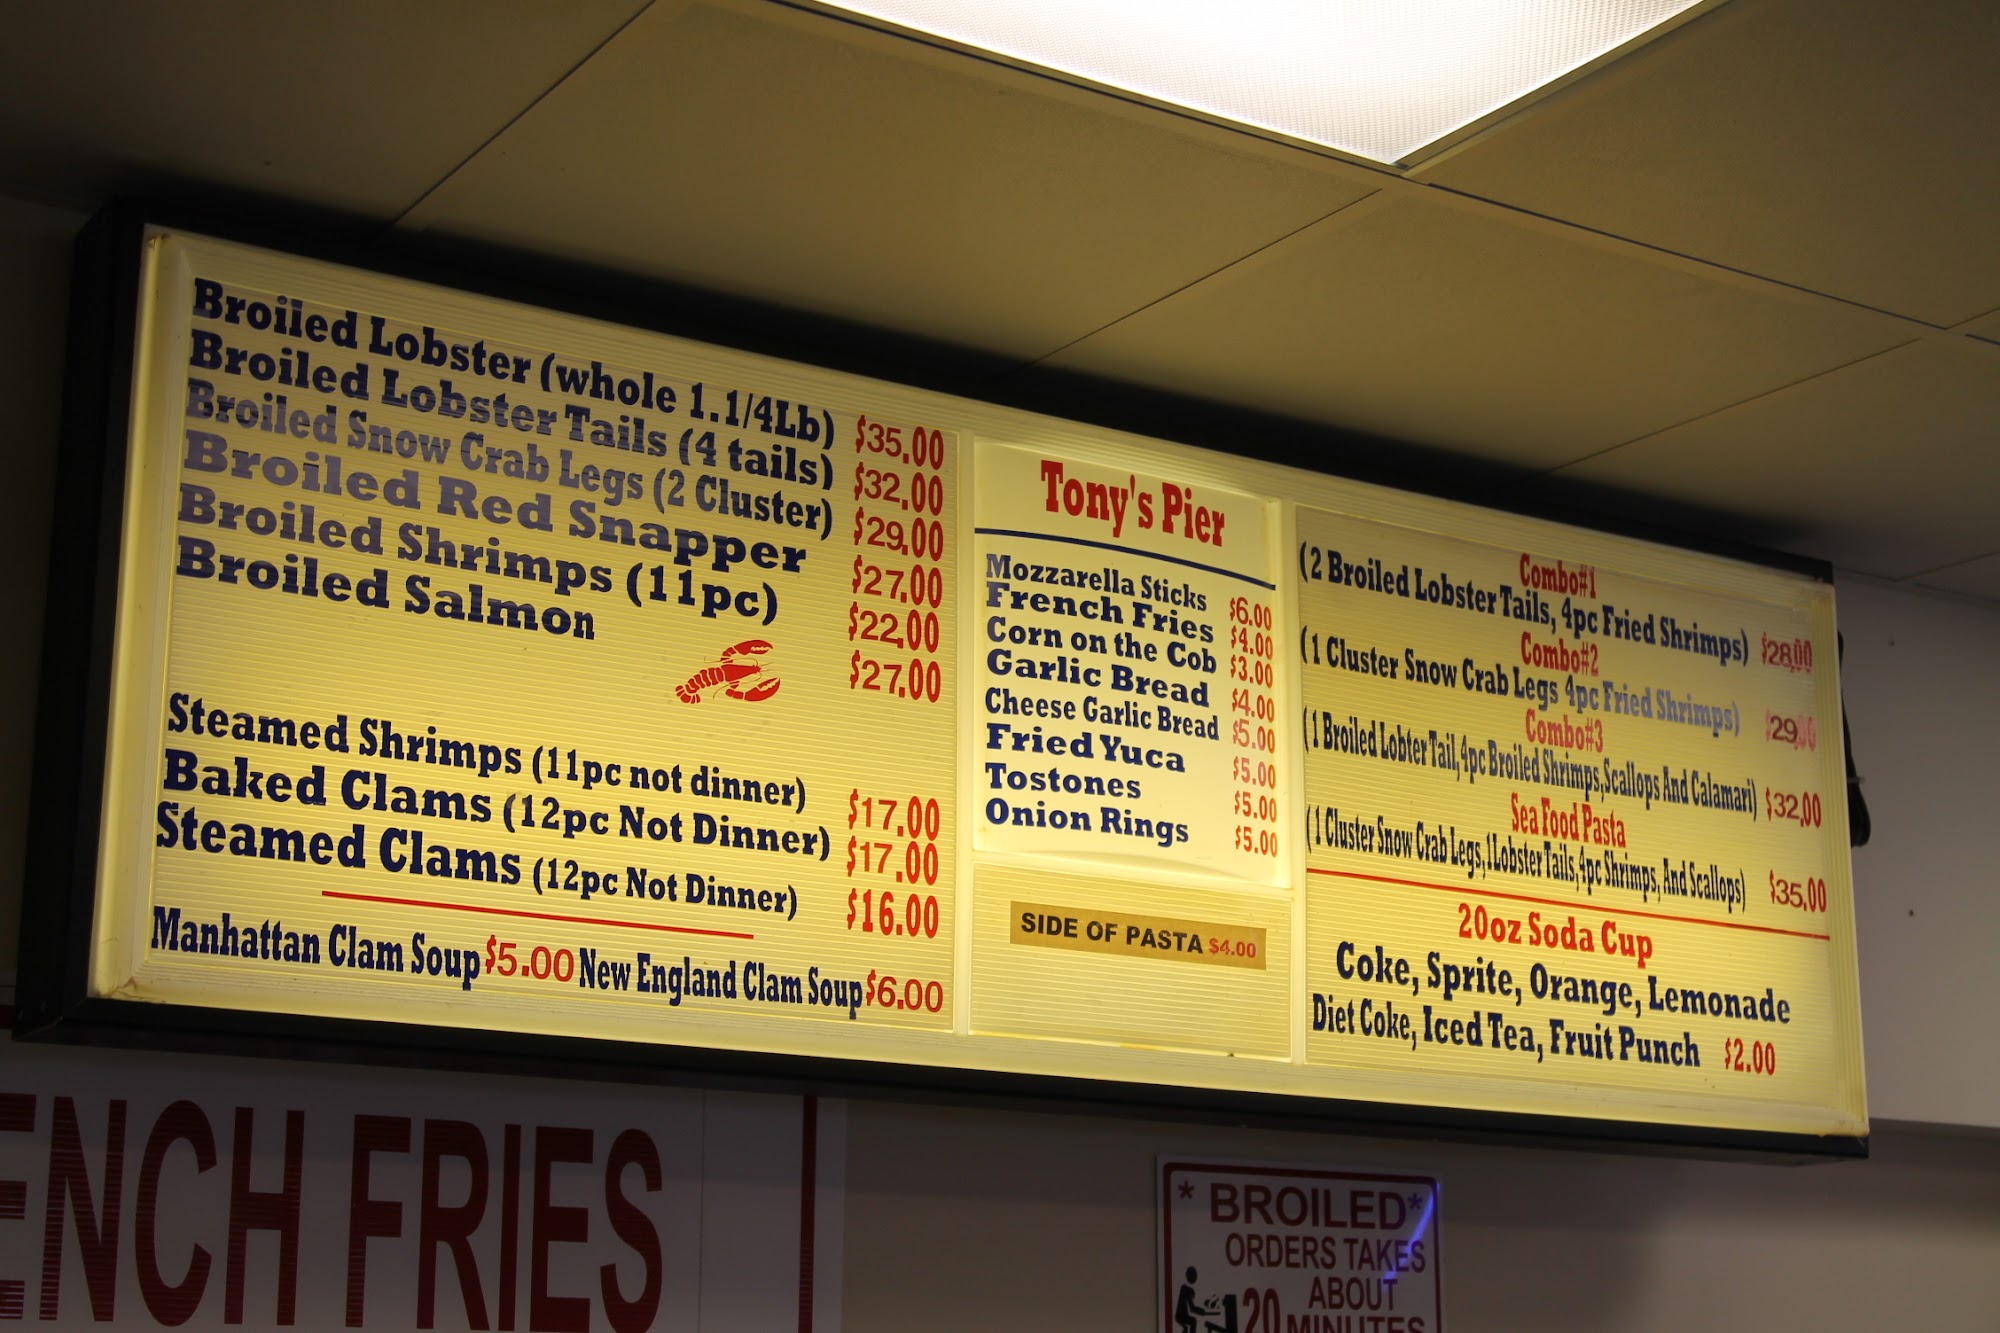 Broiled Lobster (whole 1.1/4Lb) $35.00
Broiled Lobster Tails (4 tails) $32.00
Broiled Snow Crab Legs (2 Cluster) $29.00
Broiled Red Snapper $27.00
Broiled Shrimps (11pc) $22.00
Broiled Salmon $27.00
Steamed Shrimps (11pc not dinner) $17.00
Baked Clams (12pc Not Dinner) $17.00
Steamed Clams (12pc Not Dinner) $16.00
Manhattan Clam Soup $5.00 New England Clam Soup $6.00
Tony's Pier
Mozzarella Sticks $6.00
French Fries $4.00
Corn on the Cob $3.00
Garlic Bread $4.00
Cheese Garlic Bread $5.00
Fried Yuca $5.00
Tostones $5.00
Onion Rings $5.00
SIDE OF PASTA $4.00
Combo#1
(2 Broiled Lobster Tails, 4pc Fried Shrimps) $28.00
Combo#2
(1 Cluster Snow Crab Legs 4pc Fried Shrimps) $29.00
Combo#3
(1 Broiled Lobter Tail,4pc Broiled Shrimps,Scallops And Calamari) $32.00
Sea Food Pasta
(1 Cluster Snow Crab Legs,1Lobster Tails,4pc Shrimps, And Scallops) $35.00
20oz Soda Cup
Coke, Sprite, Orange, Lemonade
Diet Coke, Iced Tea, Fruit Punch $2.00
ENCH FRIES
* BROILED *
ORDERS TAKES
ABOUT
20 MINUTES